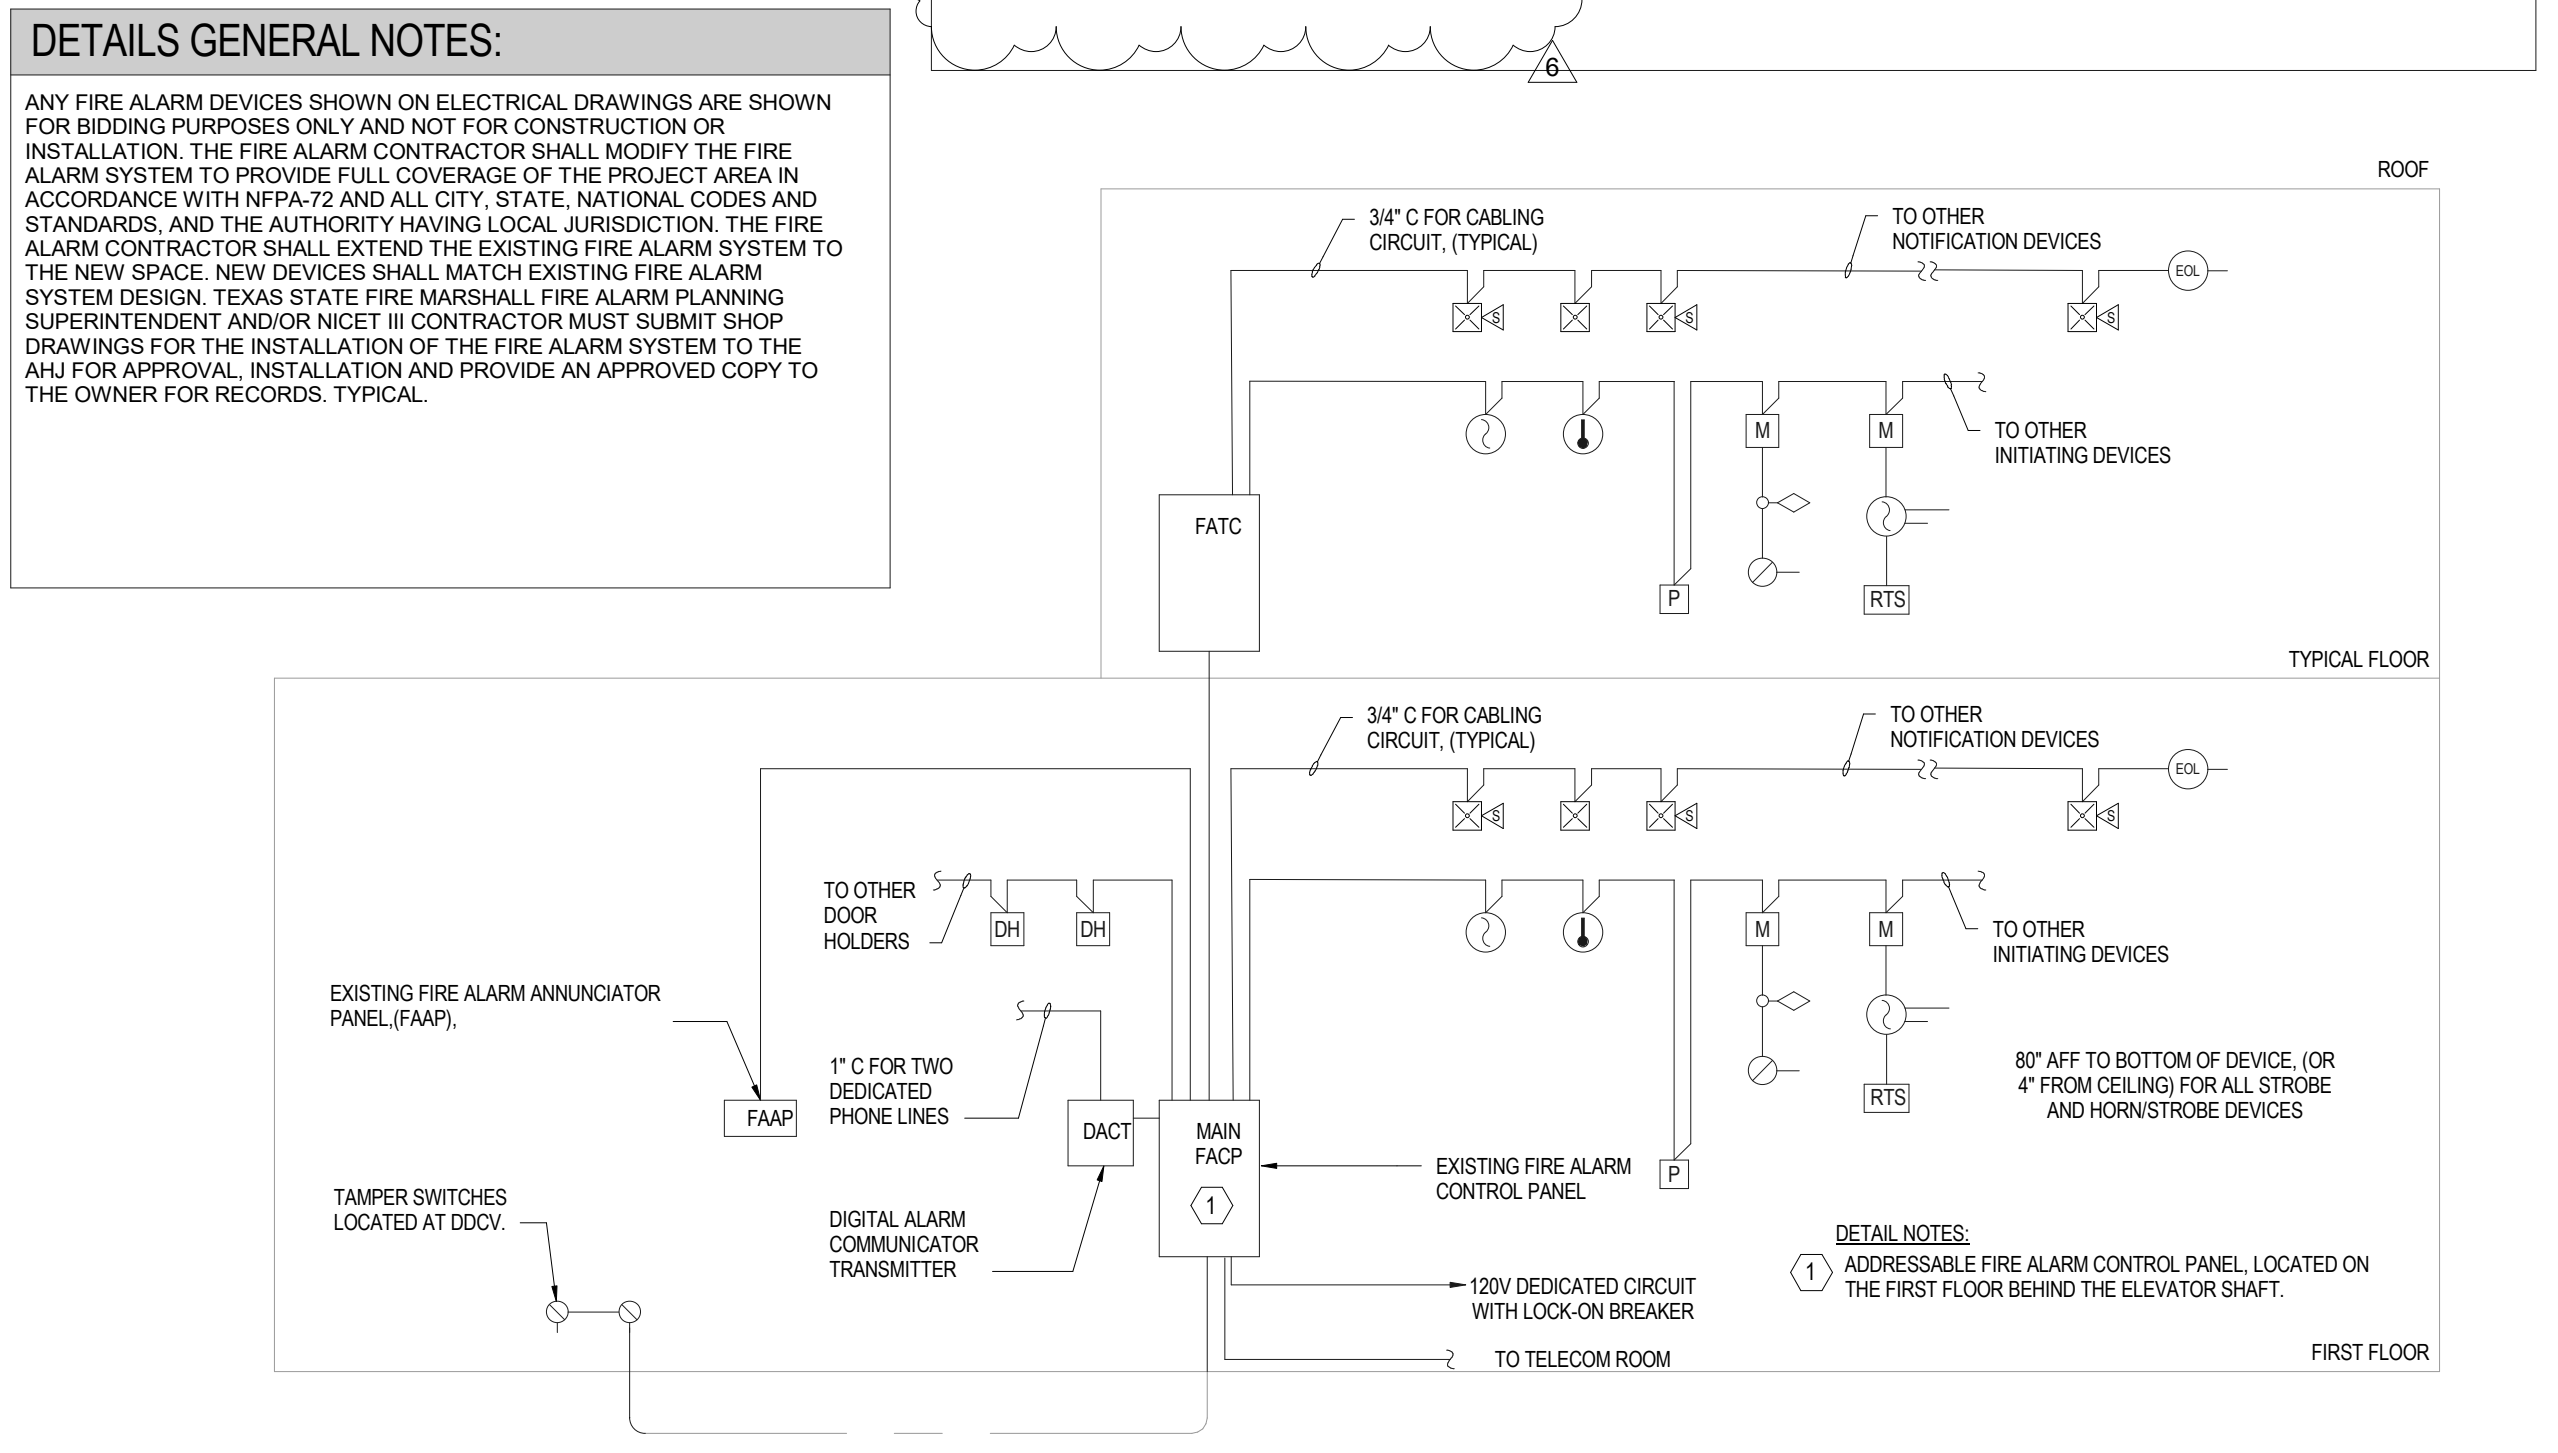 DETAILS GENERAL NOTES:
ANY FIRE ALARM DEVICES SHOWN ON ELECTRICAL DRAWINGS ARE SHOWN
FOR BIDDING PURPOSES ONLY AND NOT FOR CONSTRUCTION OR
INSTALLATION. THE FIRE ALARM CONTRACTOR SHALL MODIFY THE FIRE
ALARM SYSTEM TO PROVIDE FULL COVERAGE OF THE PROJECT AREA IN
ACCORDANCE WITH NFPA-72 AND ALL CITY, STATE, NATIONAL CODES AND
STANDARDS, AND THE AUTHORITY HAVING LOCAL JURISDICTION. THE FIRE
ALARM CONTRACTOR SHALL EXTEND THE EXISTING FIRE ALARM SYSTEM TO
THE NEW SPACE. NEW DEVICES SHALL MATCH EXISTING FIRE ALARM
SYSTEM DESIGN. TEXAS STATE FIRE MARSHALL FIRE ALARM PLANNING
SUPERINTENDENT AND/OR NICET III CONTRACTOR MUST SUBMIT SHOP
DRAWINGS FOR THE INSTALLATION OF THE FIRE ALARM SYSTEM TO THE
AHJ FOR APPROVAL, INSTALLATION AND PROVIDE AN APPROVED COPY TO
THE OWNER FOR RECORDS. TYPICAL.
6
ROOF
3/4" C FOR CABLING
CIRCUIT, (TYPICAL)
TO OTHER
NOTIFICATION DEVICES
EOL
S
S
S
M
M
TO OTHER
INITIATING DEVICES
FATC
P
RTS
TYPICAL FLOOR
3/4" C FOR CABLING
CIRCUIT, (TYPICAL)
TO OTHER
NOTIFICATION DEVICES
EOL
S
S
S
TO OTHER
DOOR
HOLDERS
DH
DH
M
M
TO OTHER
INITIATING DEVICES
EXISTING FIRE ALARM ANNUNCIATOR
PANEL,(FAAP),
1" C FOR TWO
DEDICATED
PHONE LINES
FAAP
DACT
MAIN
FACP
1
RTS
80" AFF TO BOTTOM OF DEVICE, (OR
4" FROM CEILING) FOR ALL STROBE
AND HORN/STROBE DEVICES
EXISTING FIRE ALARM
CONTROL PANEL
P
TAMPER SWITCHES
LOCATED AT DDCV.
DIGITAL ALARM
COMMUNICATOR
TRANSMITTER
DETAIL NOTES:
1 ADDRESSABLE FIRE ALARM CONTROL PANEL, LOCATED ON
THE FIRST FLOOR BEHIND THE ELEVATOR SHAFT.
120V DEDICATED CIRCUIT
WITH LOCK-ON BREAKER
TO TELECOM ROOM
FIRST FLOOR